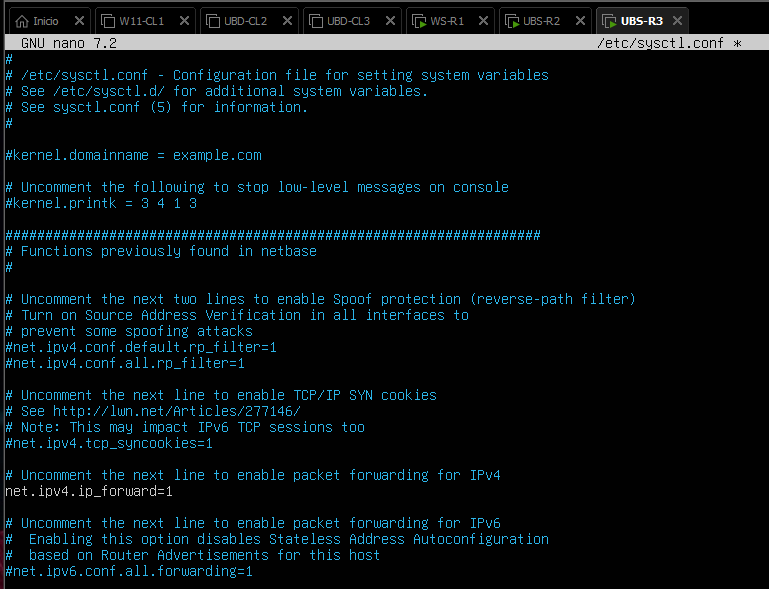 Inicio W11-CL1 UBD-CL2 UBD-CL3 WS-R1 UBS-R2 UBS-R3
GNU nano 7.2 /etc/sysctl.conf *
#
# /etc/sysctl.conf - Configuration file for setting system variables
# See /etc/sysctl.d/ for additional system variables.
# See sysctl.conf (5) for information.
#
#kernel.domainname = example.com
# Uncomment the following to stop low-level messages on console
#kernel.printk = 3 4 1 3
###################################################################
# Functions previously found in netbase
#
# Uncomment the next two lines to enable Spoof protection (reverse-path filter)
# Turn on Source Address Verification in all interfaces to
# prevent some spoofing attacks
#net.ipv4.conf.default.rp_filter=1
#net.ipv4.conf.all.rp_filter=1
# Uncomment the next line to enable TCP/IP SYN cookies
# See http://lwn.net/Articles/277146/
# Note: This may impact IPv6 TCP sessions too
#net.ipv4.tcp_syncookies=1
# Uncomment the next line to enable packet forwarding for IPv4
net.ipv4.ip_forward=1
# Uncomment the next line to enable packet forwarding for IPv6
#  Enabling this option disables Stateless Address Autoconfiguration
#  based on Router Advertisements for this host
#net.ipv6.conf.all.forwarding=1